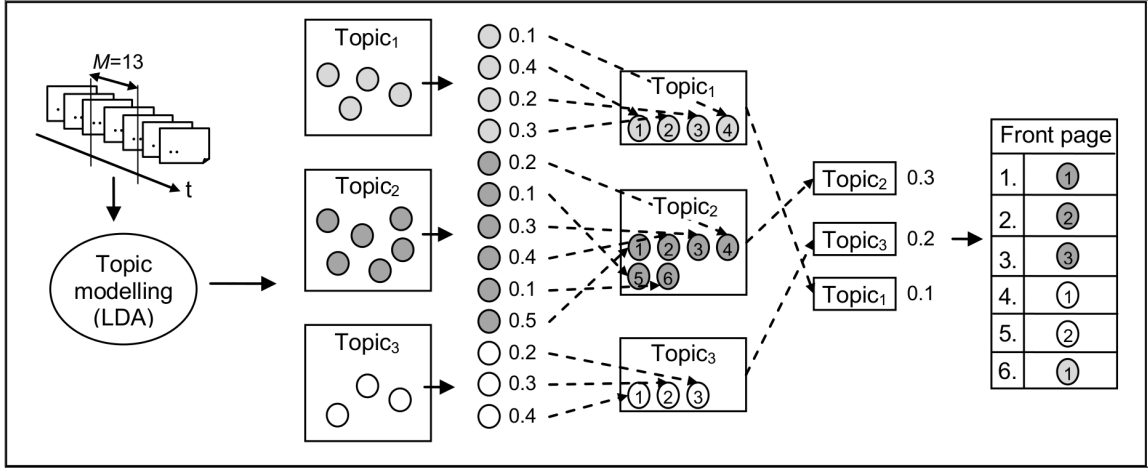 M=13
t
Topic
modelling
(LDA)
Topic1
Topic2
Topic3
0.1
0.4
0.2
0.3
0.2
0.1
0.3
0.4
0.1
0.5
0.2
0.3
0.4
Topic1
1 2 3 4
Topic2
1 2 3 4
5 6
Topic3
1 2 3
Topic2 0.3
Topic3 0.2
Topic1 0.1
Front page
1. 1
2. 2
3. 3
4. 1
5. 2
6. 1